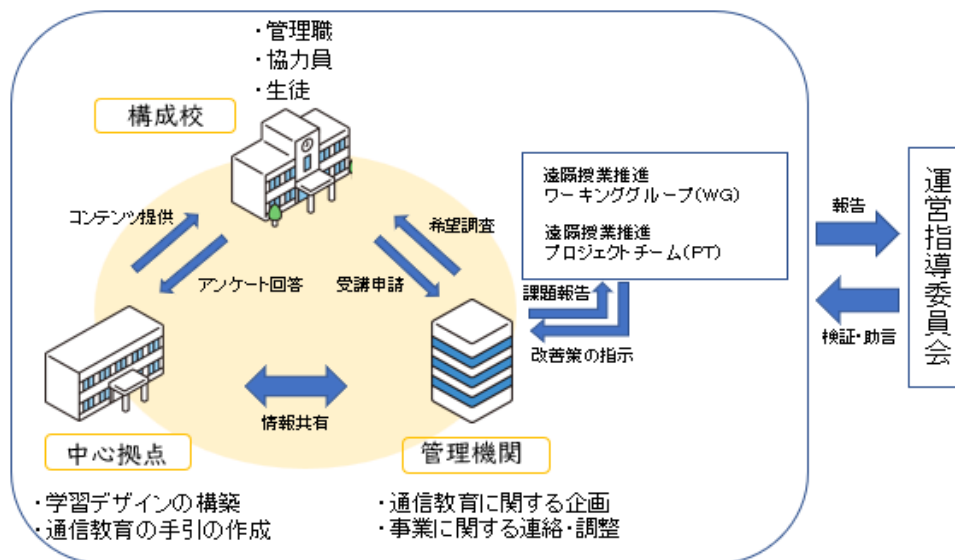 ・管理職
・協力員
・生徒
構成校
コンテンツ提供
アンケート回答
希望調査
受講申請
遠隔授業推進
ワーキンググループ(WG)
遠隔授業推進
プロジェクトチーム(PT)
課題報告
改善策の指示
報告
検証・助言
運営指導委員会
情報共有
中心拠点
・学習デザインの構築
・通信教育の手引の作成
管理機関
・通信教育に関する企画
・事業に関する連絡・調整